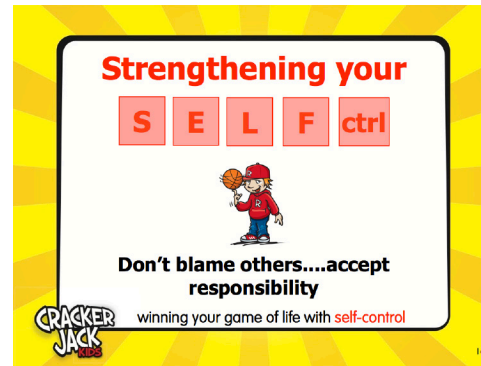 Strengthening your
S E L F ctrl
R
Don't blame others....accept
responsibility
winning your game of life with self-control
CRACKER
JACK
KIDS